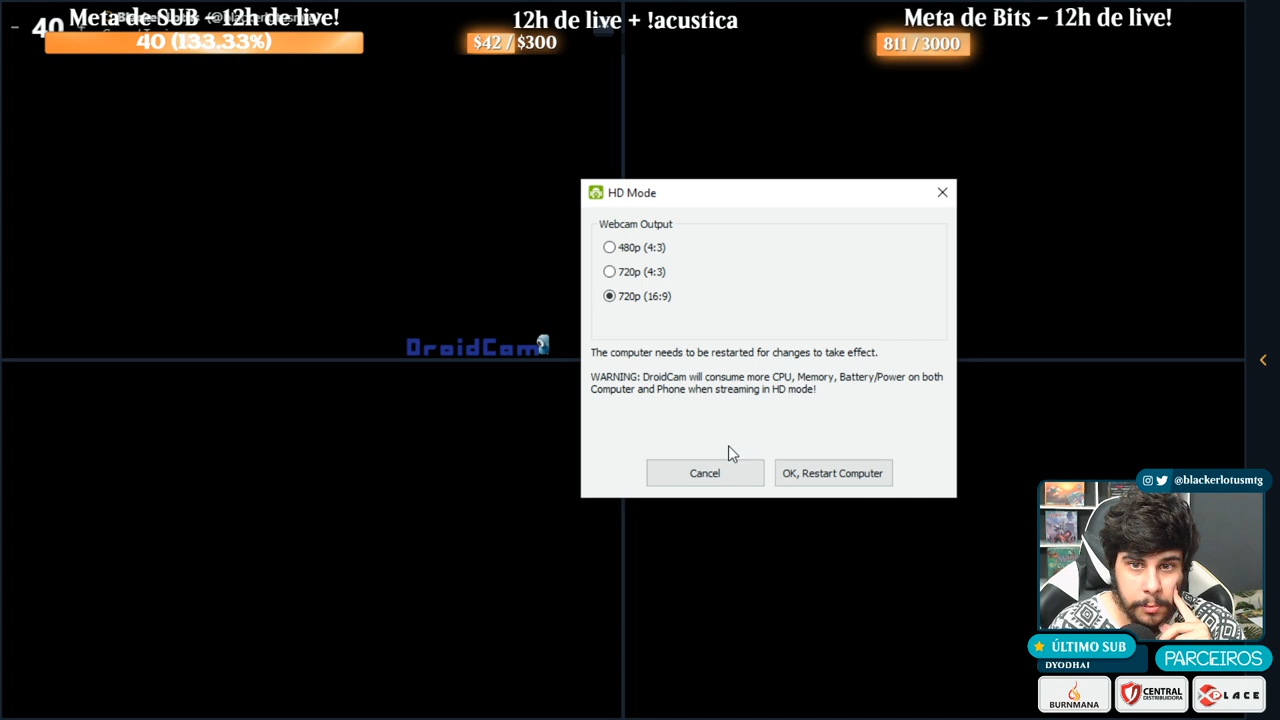 Meta de SUB - 12h de live!
12h de live + !acustica
Meta de Bits - 12h de live!
40
40 (133.33%)
$42 / $300
811 / 3000
HD Mode
Webcam Output
480p (4:3)
720p (4:3)
720p (16:9)
DroidCam
The computer needs to be restarted for changes to take effect.
WARNING: DroidCam will consume more CPU, Memory, Battery/Power on both
Computer and Phone when streaming in HD mode!
Cancel
OK, Restart Computer
@blackerlotusmtg
ÚLTIMO SUB
DYODHAI
PARCEIROS
BURNMANA
CENTRAL
DISTRIBUIDORA
XPLACE